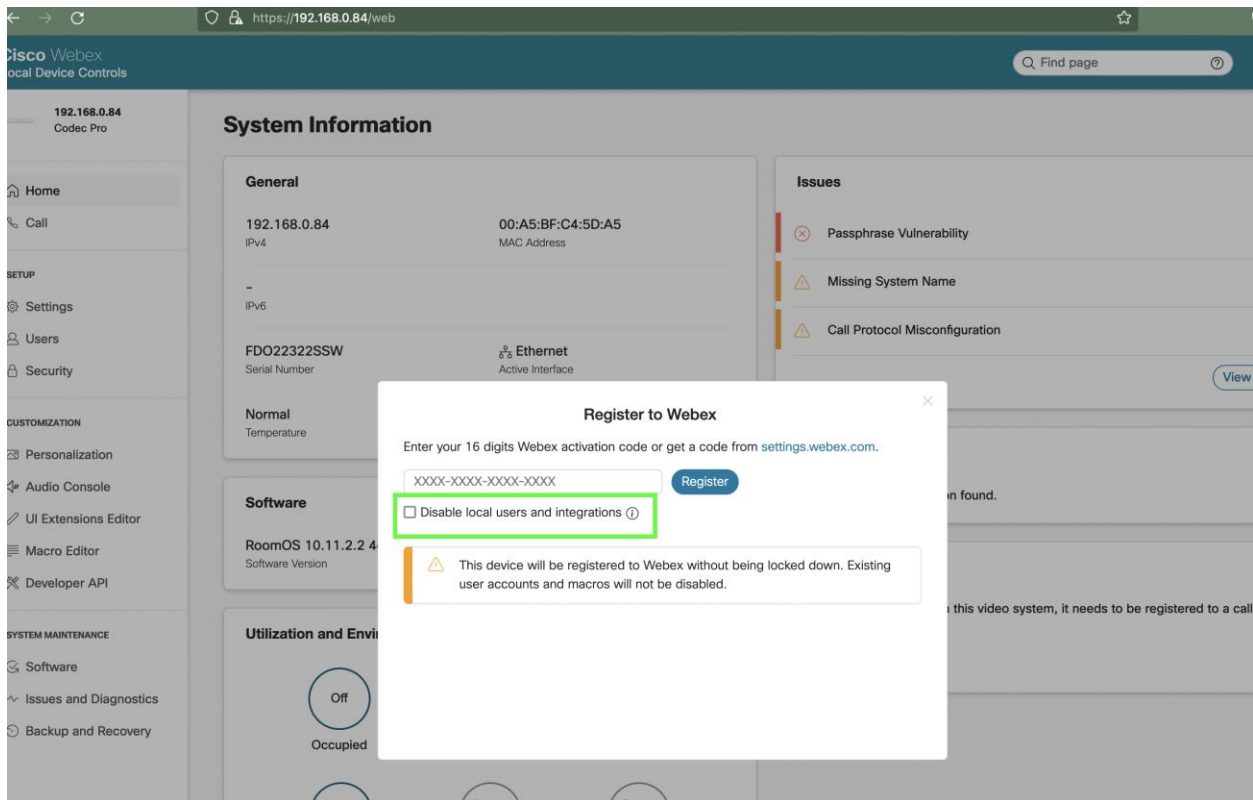 https://192.168.0.84/web
Cisco Webex
Local Device Controls
Find page
192.168.0.84
Codec Pro
Home
Call
SETUP
Settings
Users
Security
CUSTOMIZATION
Personalization
Audio Console
UI Extensions Editor
Macro Editor
Developer API
SYSTEM MAINTENANCE
Software
Issues and Diagnostics
Backup and Recovery
System Information
General
192.168.0.84
IPv4
00:A5:BF:C4:5D:A5
MAC Address
-
IPv6
FDO22322SSW
Serial Number
Ethernet
Active Interface
Normal
Temperature
Software
RoomOS 10.11.2.2
Software Version
Utilization and
Off
Occupied
Issues
Passphrase Vulnerability
Missing System Name
Call Protocol Misconfiguration
View
found.
this video system, it needs to be registered to a call
Register to Webex
Enter your 16 digits Webex activation code or get a code from settings.webex.com.
XXXX-XXXX-XXXX-XXXX
Register
Disable local users and integrations
This device will be registered to Webex without being locked down. Existing
user accounts and macros will not be disabled.